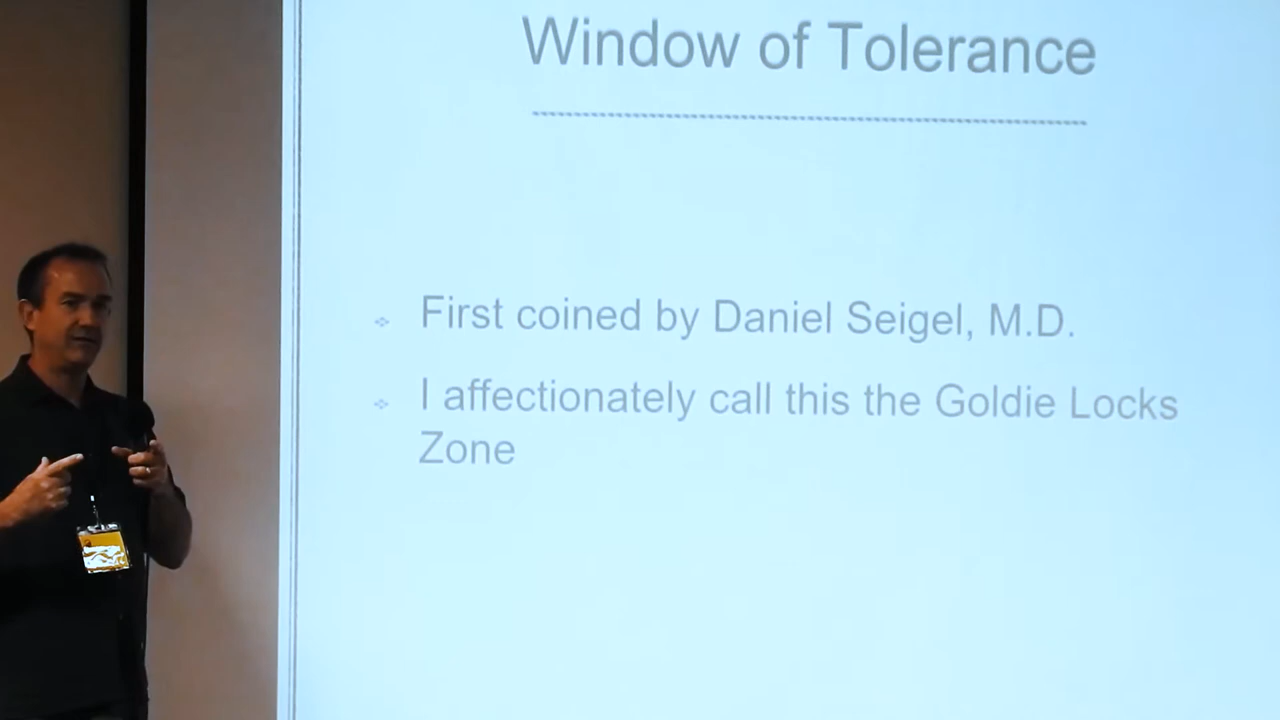 Window of Tolerance
First coined by Daniel Seigel, M.D.
I affectionately call this the Goldie Locks
Zone